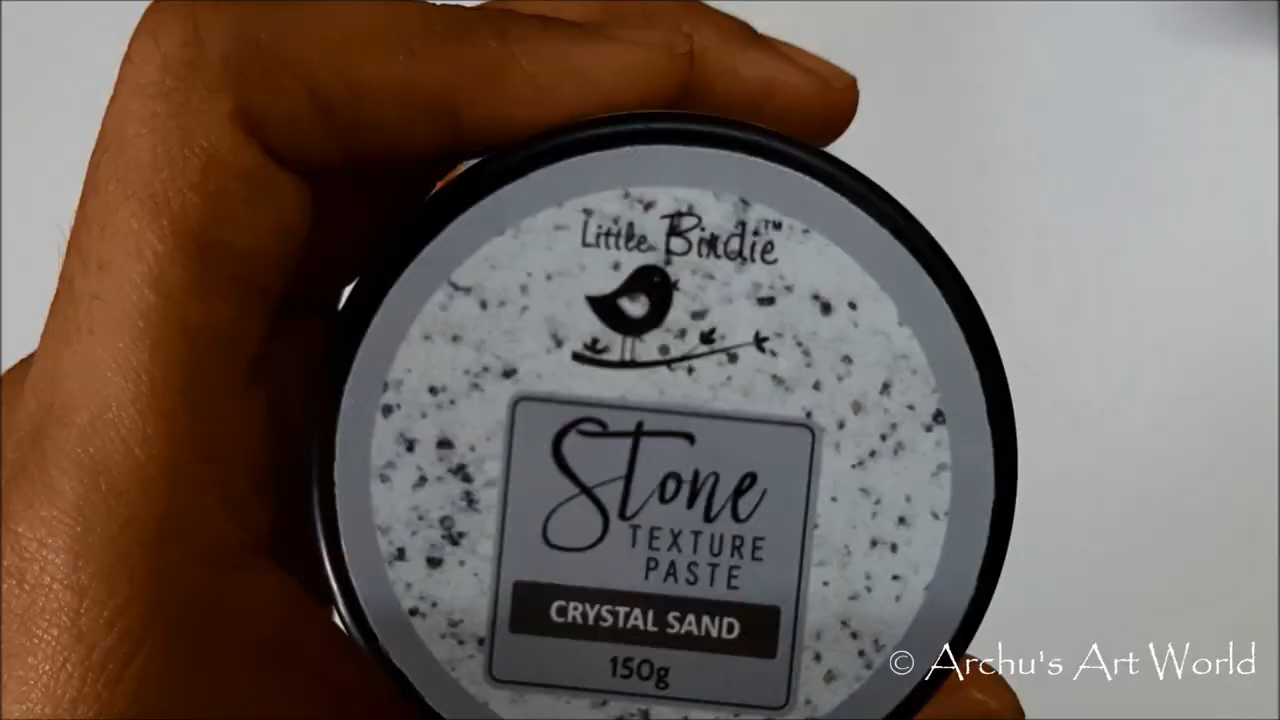 Little Birdie™
Stone
TEXTURE
PASTE
CRYSTAL SAND
150g
© Archu's Art World